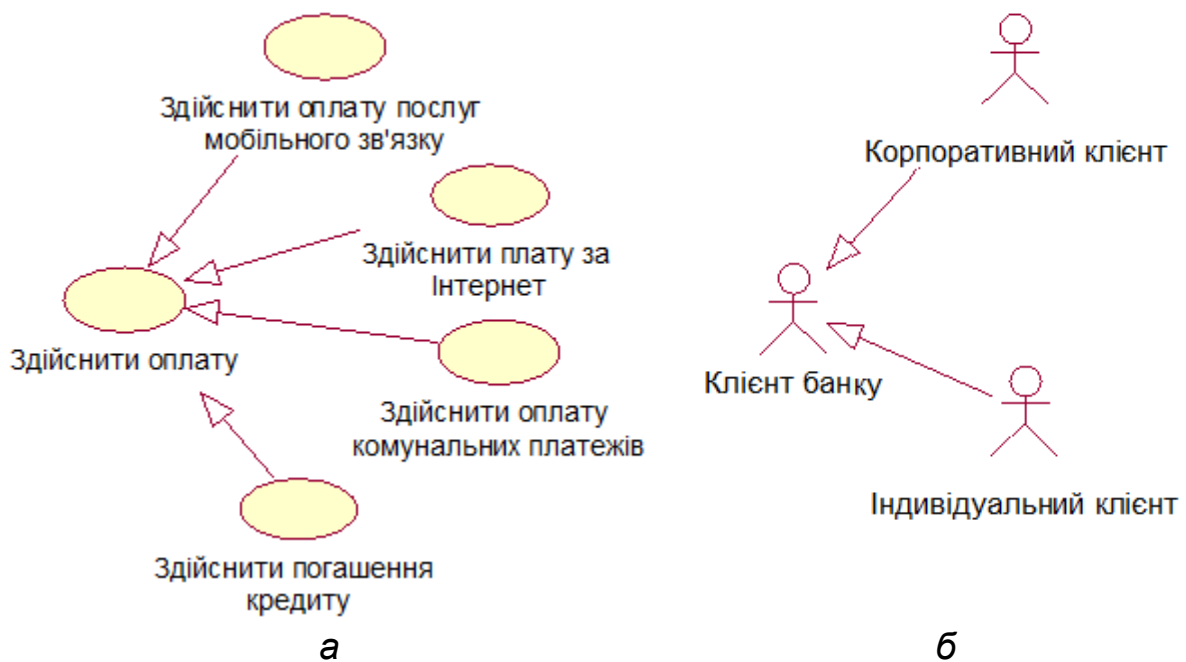 Здійснити оплату послуг
мобільного зв'язку
Здійснити плату за
Інтернет
Здійснити оплату
Здійснити оплату
комунальних платежів
Здійснити погашення
кредиту
а
Корпоративний клієнт
Клієнт банку
Індивідуальний клієнт
б